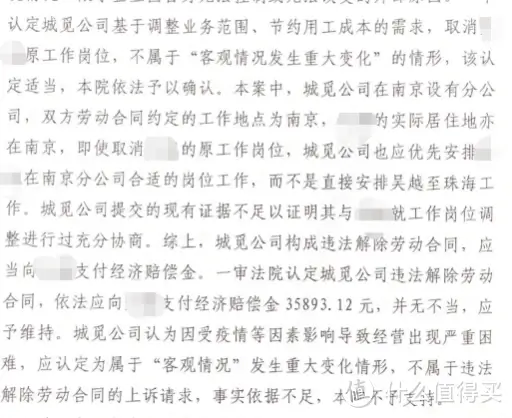 认定城觅公司基于调整业务范围、节约用工成本的需求，取消
原工作岗位，不属于“客观情况发生重大变化”的情形，该认
定适当，本院依法予以确认。本案中，城觅公司在南京设有分公
司，双方劳动合同约定的工作地点为南京，的实际居住地亦
在南京，即使取消的原工作岗位，城觅公司也应优先安排
在南京分公司合适的岗位工作，而不是直接安排吴越至珠海工
作。城觅公司提交的现有证据不足以证明其与就工作岗位调
整进行过充分协商。综上，城觅公司构成违法解除劳动合同，应
当向支付经济赔偿金。一审法院认定城觅公司违法解除劳动
合同，依法应向支付经济赔偿金 35893.12 元，并无不当，应
予维持。城觅公司认为因受疫情等因素影响导致经营出现严重困
难，应认定为属于“客观情况”发生重大变化情形，不属于违法
解除劳动合同的上诉请求，事实依据不足，本不予支持。
值 什么值得买